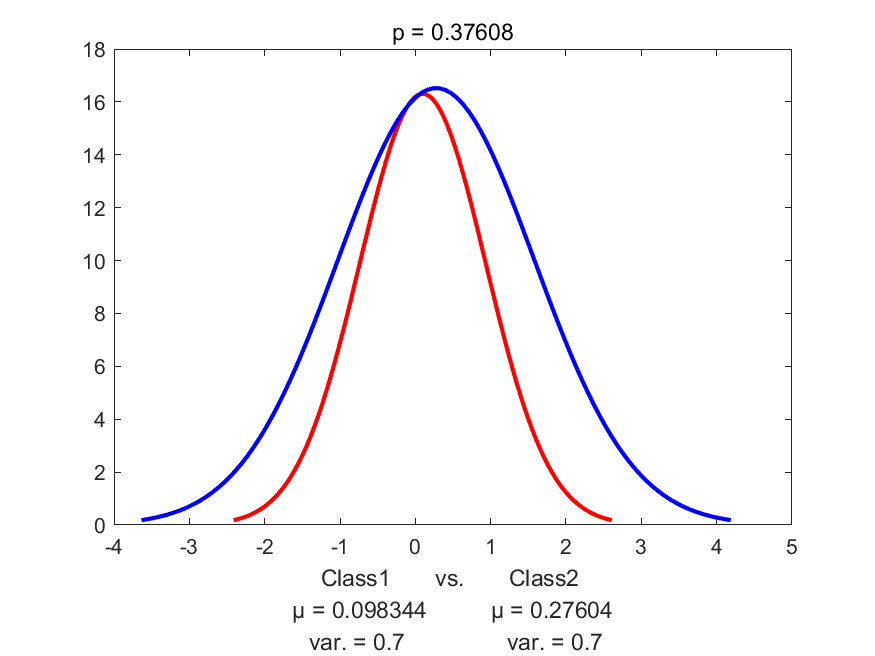 p = 0.37608
18
16
14
12
10
8
6
4
2
0
-4 -3 -2 -1 0 1 2 3 4 5
Class1 vs. Class2
μ = 0.098344 μ = 0.27604
var. = 0.7 var. = 0.7